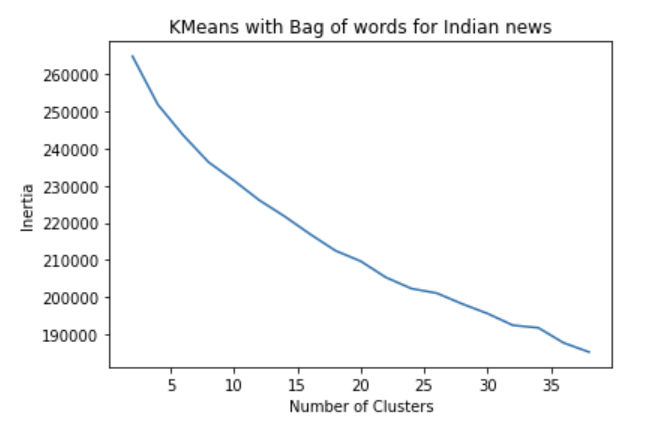 KMeans with Bag of words for Indian news
260000
250000
240000
230000
220000
210000
200000
190000
Inertia
5 10 15 20 25 30 35
Number of Clusters